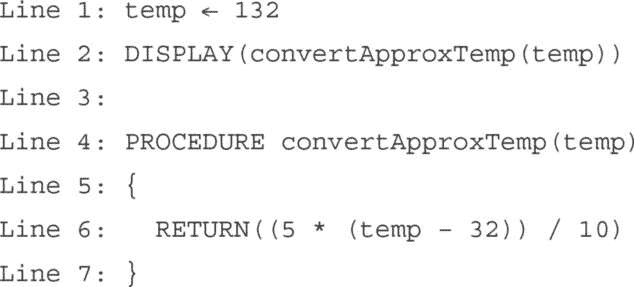 Line 1: temp ← 132
Line 2: DISPLAY(convertApproxTemp(temp))
Line 3:
Line 4: PROCEDURE convertApproxTemp(temp)
Line 5: {
Line 6:   RETURN((5 * (temp – 32)) / 10)
Line 7: }